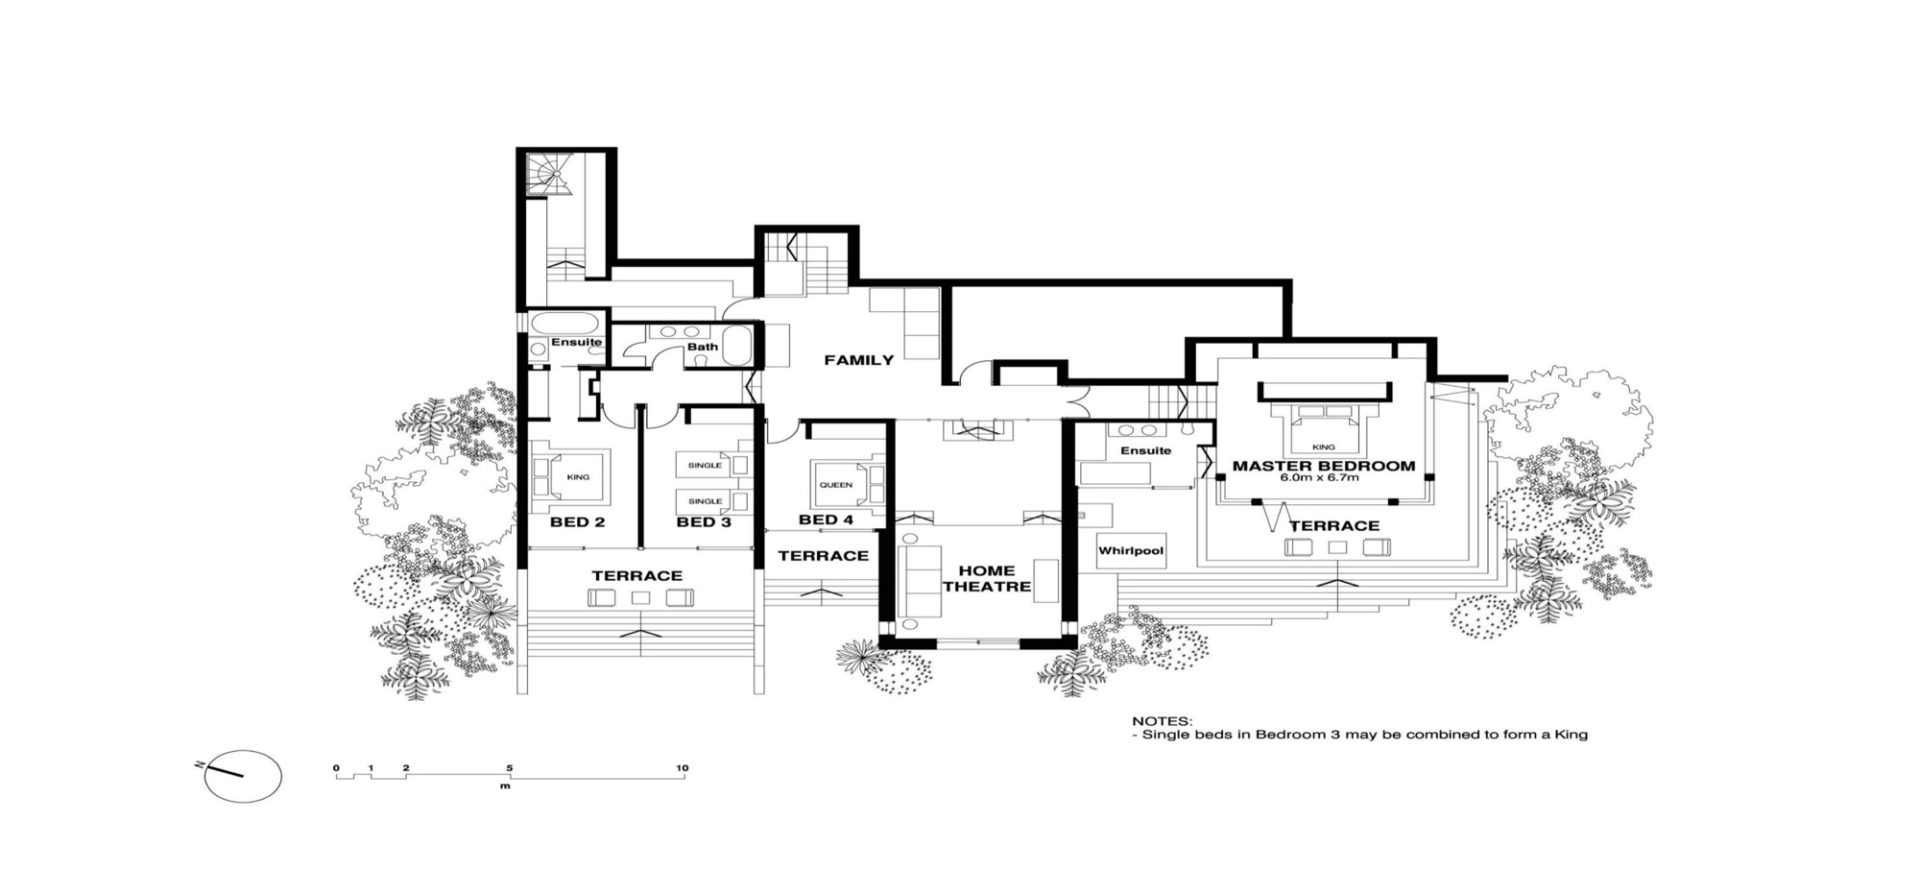 Ensuite
Bath
FAMILY
KING
BED 2
SINGLE
SINGLE
BED 3
QUEEN
BED 4
TERRACE
TERRACE
HOME
THEATRE
Ensuite
Whirlpool
KING
MASTER BEDROOM
6.0m x 6.7m
TERRACE
NOTES:
- Single beds in Bedroom 3 may be combined to form a King
N
0 1 2 5 10
m